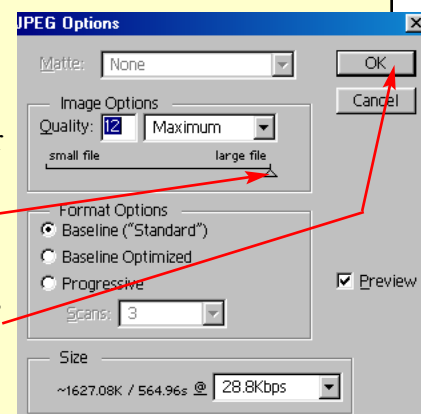 JPEG Options
Matte: None
OK
Image Options
Cancel
Quality: 12 Maximum
small file large file
Format Options
Baseline ("Standard")
Baseline Optimized
Progressive
Preview
Scans: 3
Size
~1627.08K / 564.96s @ 28.8Kbps